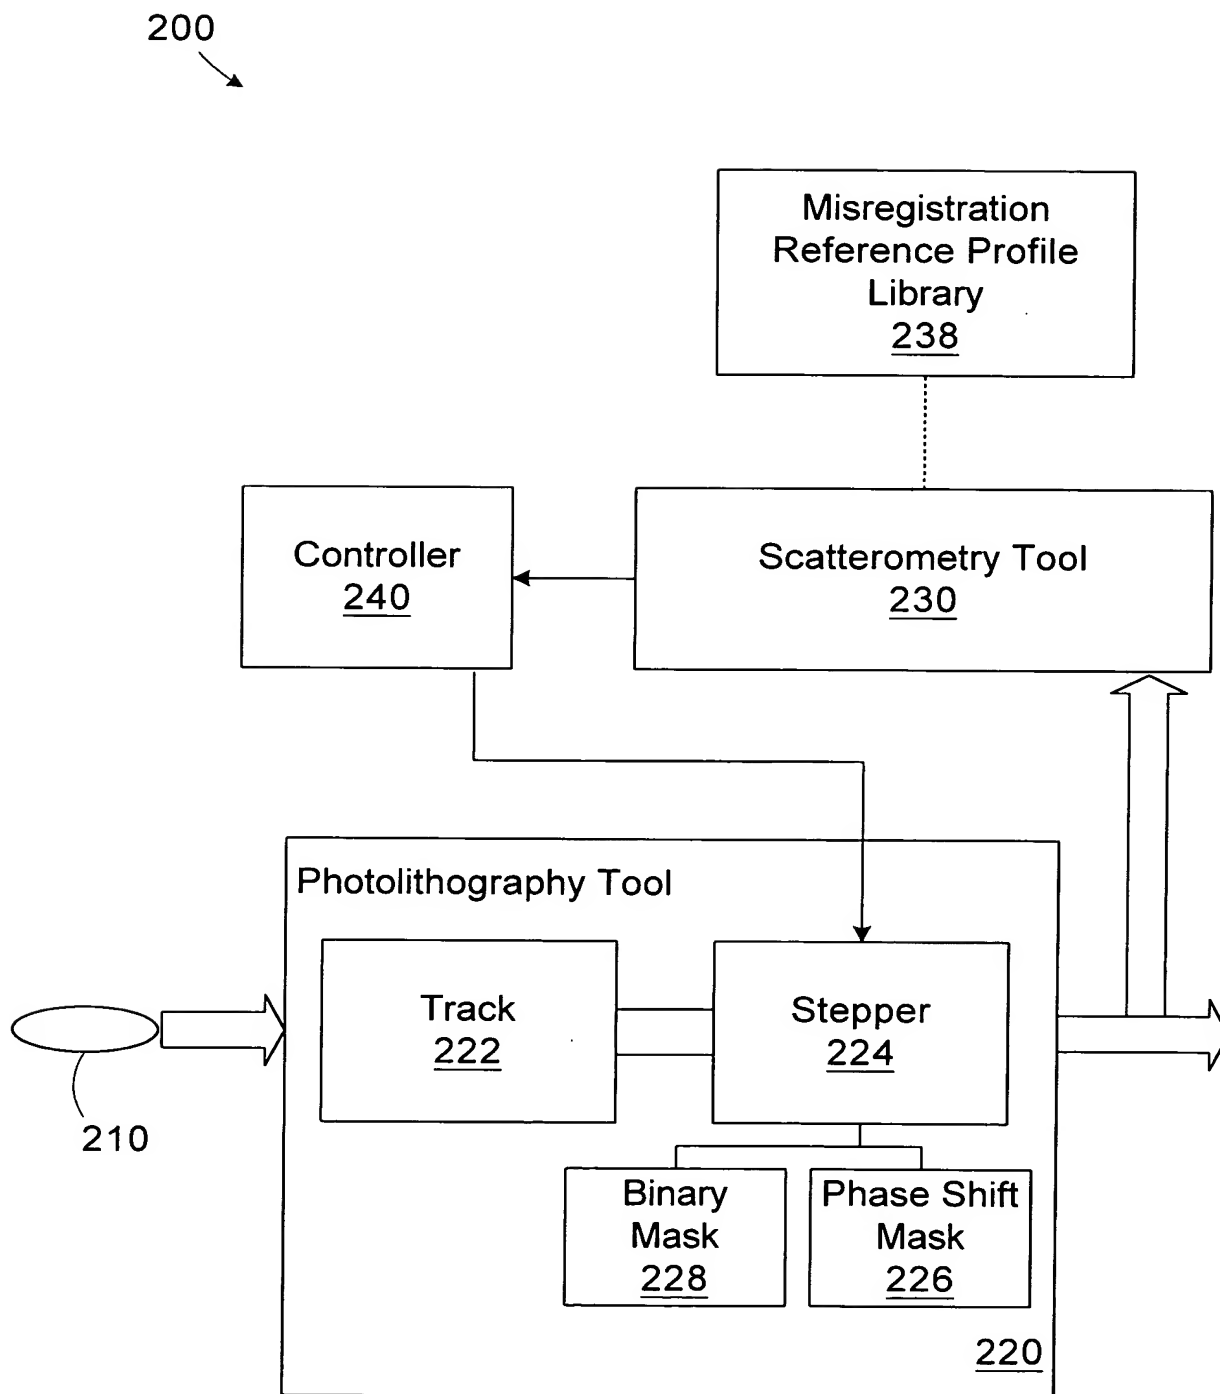 200
Misregistration
Reference Profile
Library
238
Controller
240
Scatterometry Tool
230
Photolithography Tool
Track
222
Stepper
224
210
Binary
Mask
228
Phase Shift
Mask
226
220